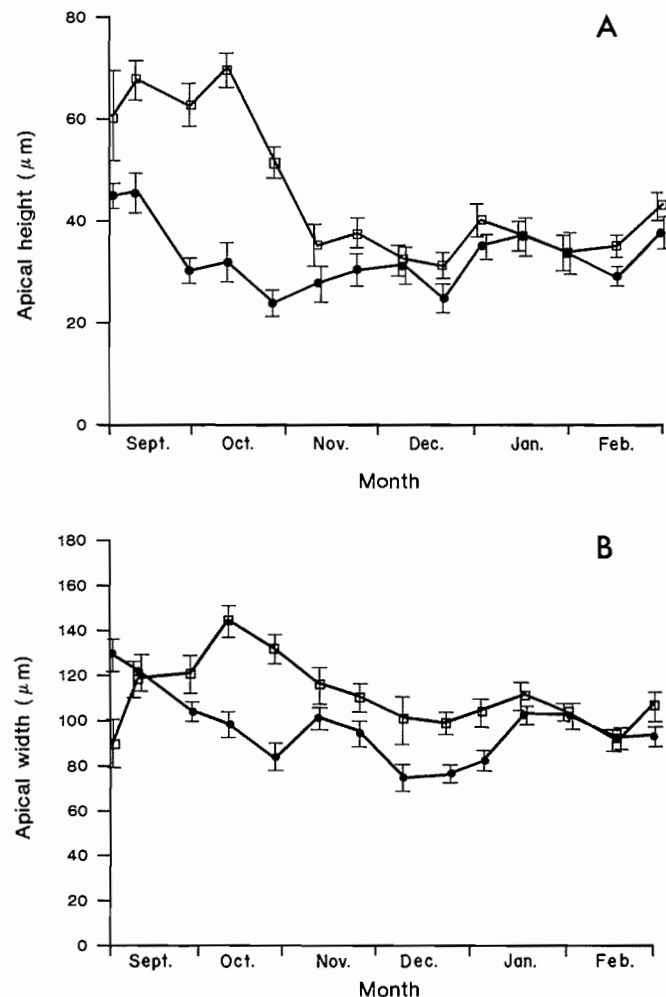 A
80
60
40
20
0
Apical height (μm)
Sept. Oct. Nov. Dec. Jan. Feb.
Month
B
180
160
140
120
100
80
60
40
20
0
Apical width (μm)
Sept. Oct. Nov. Dec. Jan. Feb.
Month